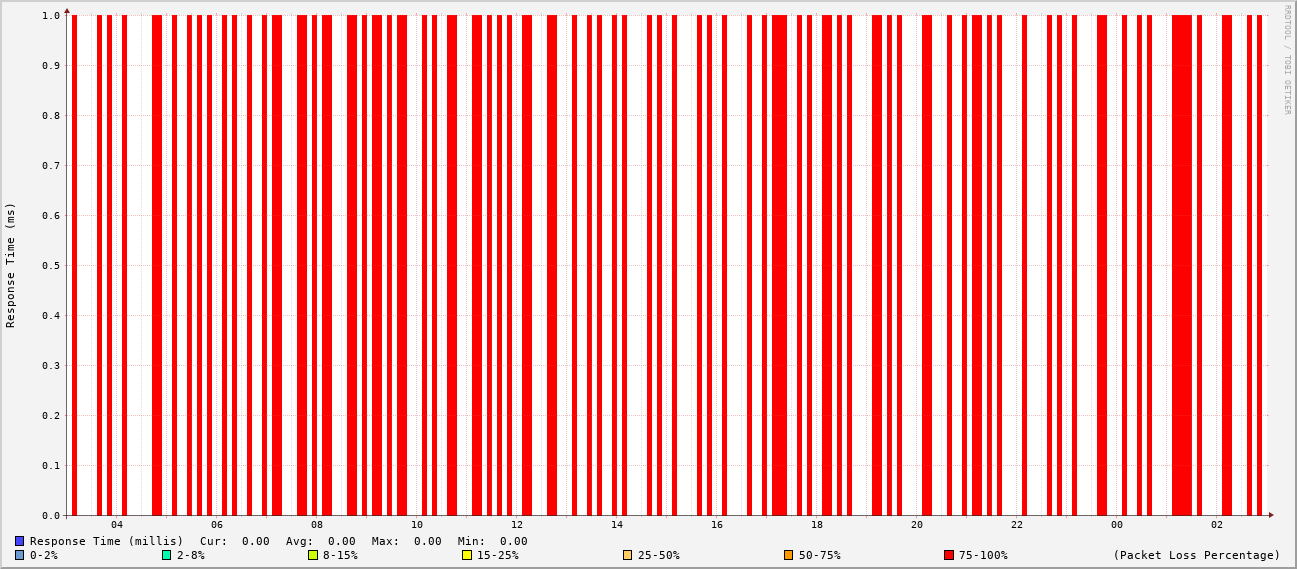 RRDTOOL / TOBI OETIKER
Response Time (ms)
1.0
0.9
0.8
0.7
0.6
0.5
0.4
0.3
0.2
0.1
0.0
04 06 08 10 12 14 16 18 20 22 00 02
Response Time (millis) Cur: 0.00 Avg: 0.00 Max: 0.00 Min: 0.00
0-2% 2-8% 8-15% 15-25% 25-50% 50-75% 75-100% (Packet Loss Percentage)